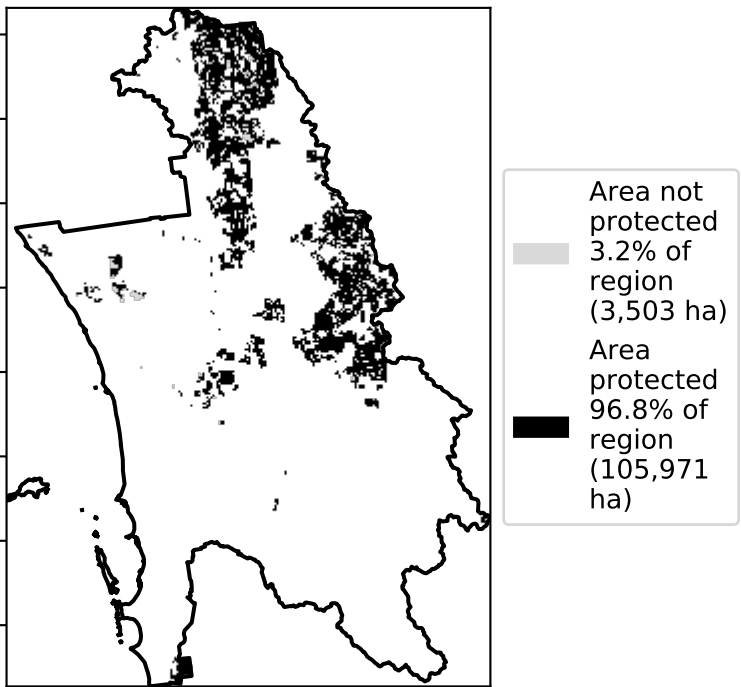 Area not
protected
3.2% of
region
(3,503 ha)
Area
protected
96.8% of
region
(105,971
ha)